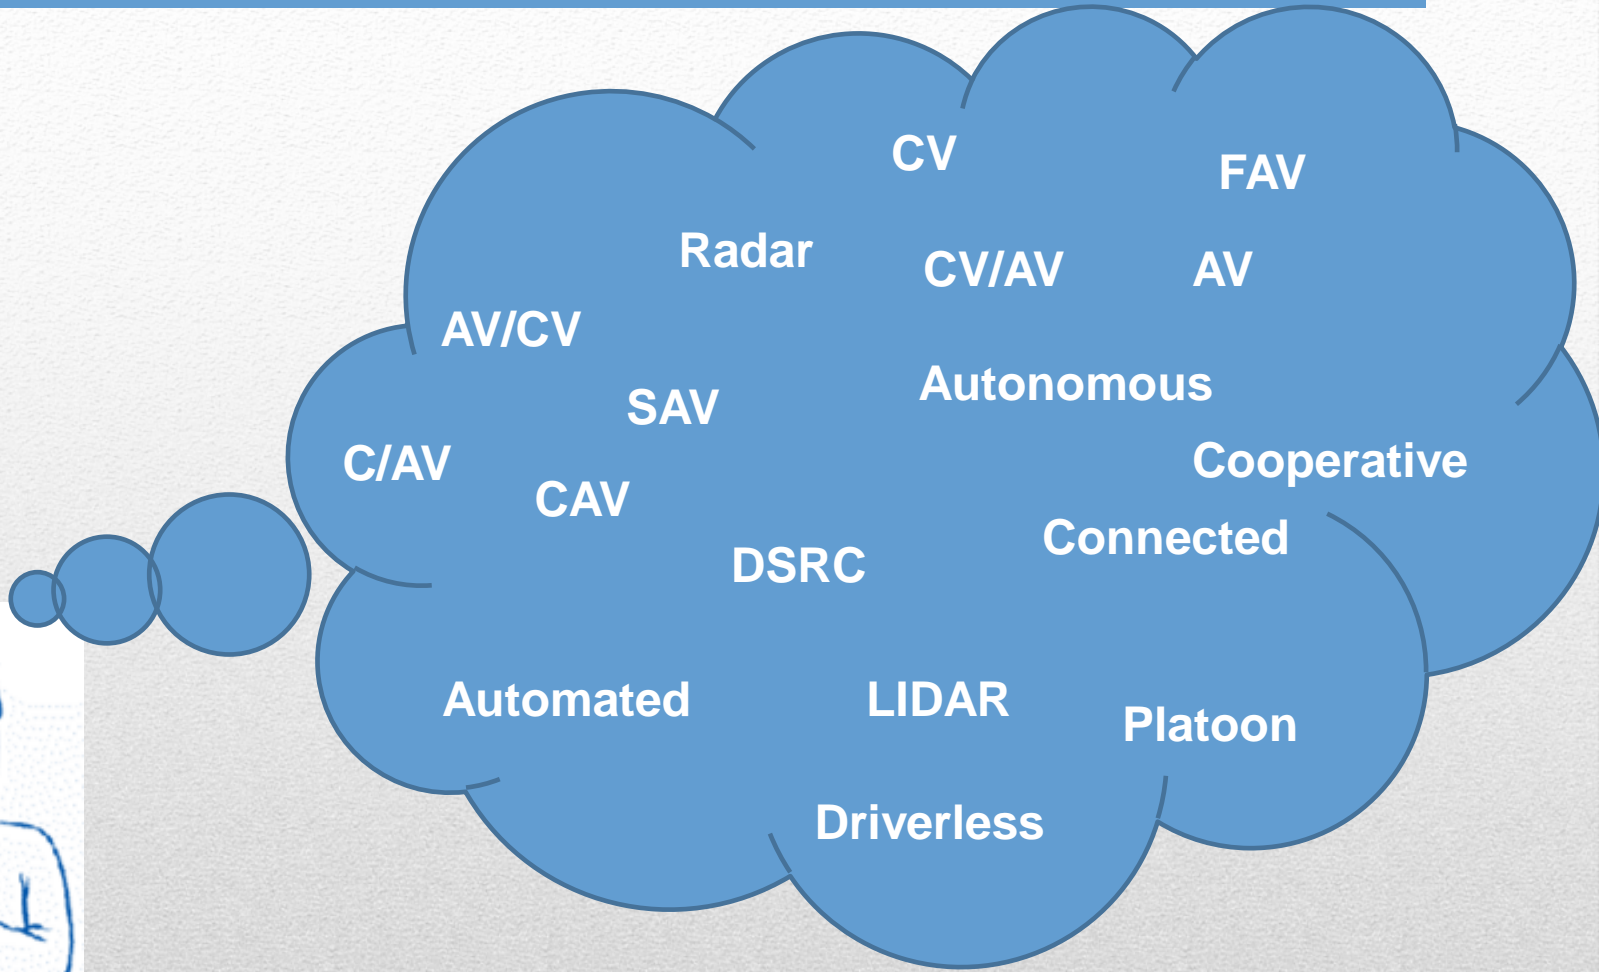 CV
FAV
Radar
CV/AV
AV
AV/CV
Autonomous
SAV
Cooperative
C/AV
CAV
Connected
DSRC
Automated
LIDAR
Platoon
Driverless